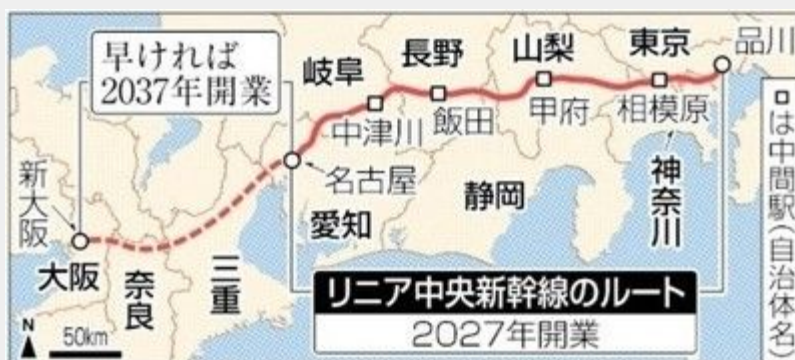 早ければ
2037年開業
岐阜
長野
山梨
東京
品川
中津川
飯田
甲府
相模原
新大阪
名古屋
愛知
静岡
神奈川
大阪
奈良
三重
リニア中央新幹線のルート
2027年開業
N
50km
□は中間駅(自治体名)